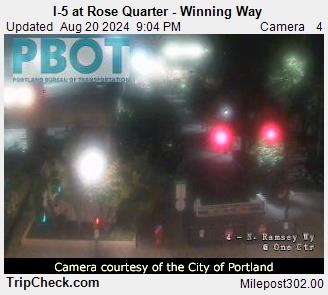 I-5 at Rose Quarter - Winning Way
Updated Aug 20 2024 9:04 PM Camera 4
PBOT
PORTLAND BUREAU OF TRANSPORTATION
4 - N. Ramsey Wy
@ One Ctr
Camera courtesy of the City of Portland
TripCheck.com Milepost302.00